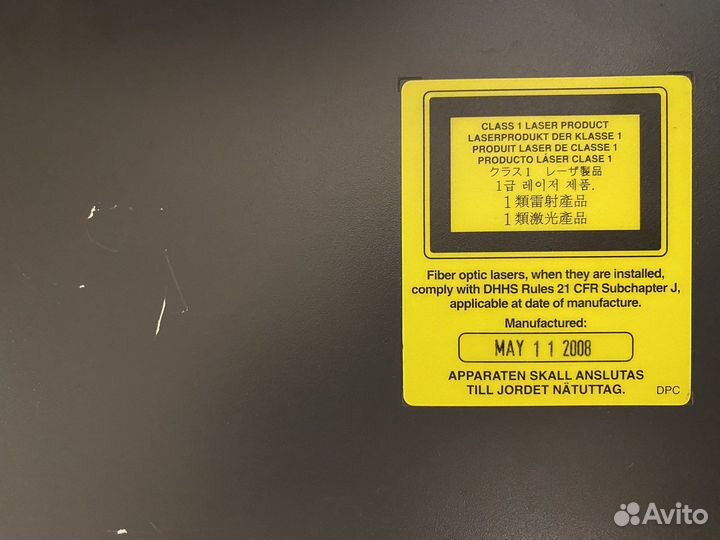 CLASS 1 LASER PRODUCT
LASERPRODUKT DER KLASSE 1
PRODUIT LASER DE CLASSE 1
PRODUCTO LÁSER CLASE 1
クラス1 レーザ製品
1급 레이저 제품.
1類雷射產品
1類激光產品
Fiber optic lasers, when they are installed,
comply with DHHS Rules 21 CFR Subchapter J,
applicable at date of manufacture.
Manufactured:
MAY 11 2008
APPARATEN SKALL ANSLUTAS
TILL JORDET NÄTUTTAG.
DPC
Avito